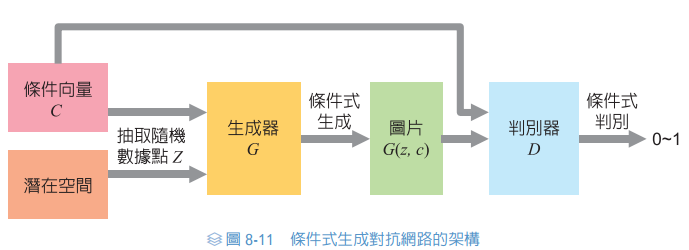 條件向量
C
潛在空間
抽取隨機
數據點 Z
生成器
G
條件式
生成
圖片
G(z, c)
判別器
D
條件式
判別
0~1
圖 8-11 條件式生成對抗網路的架構